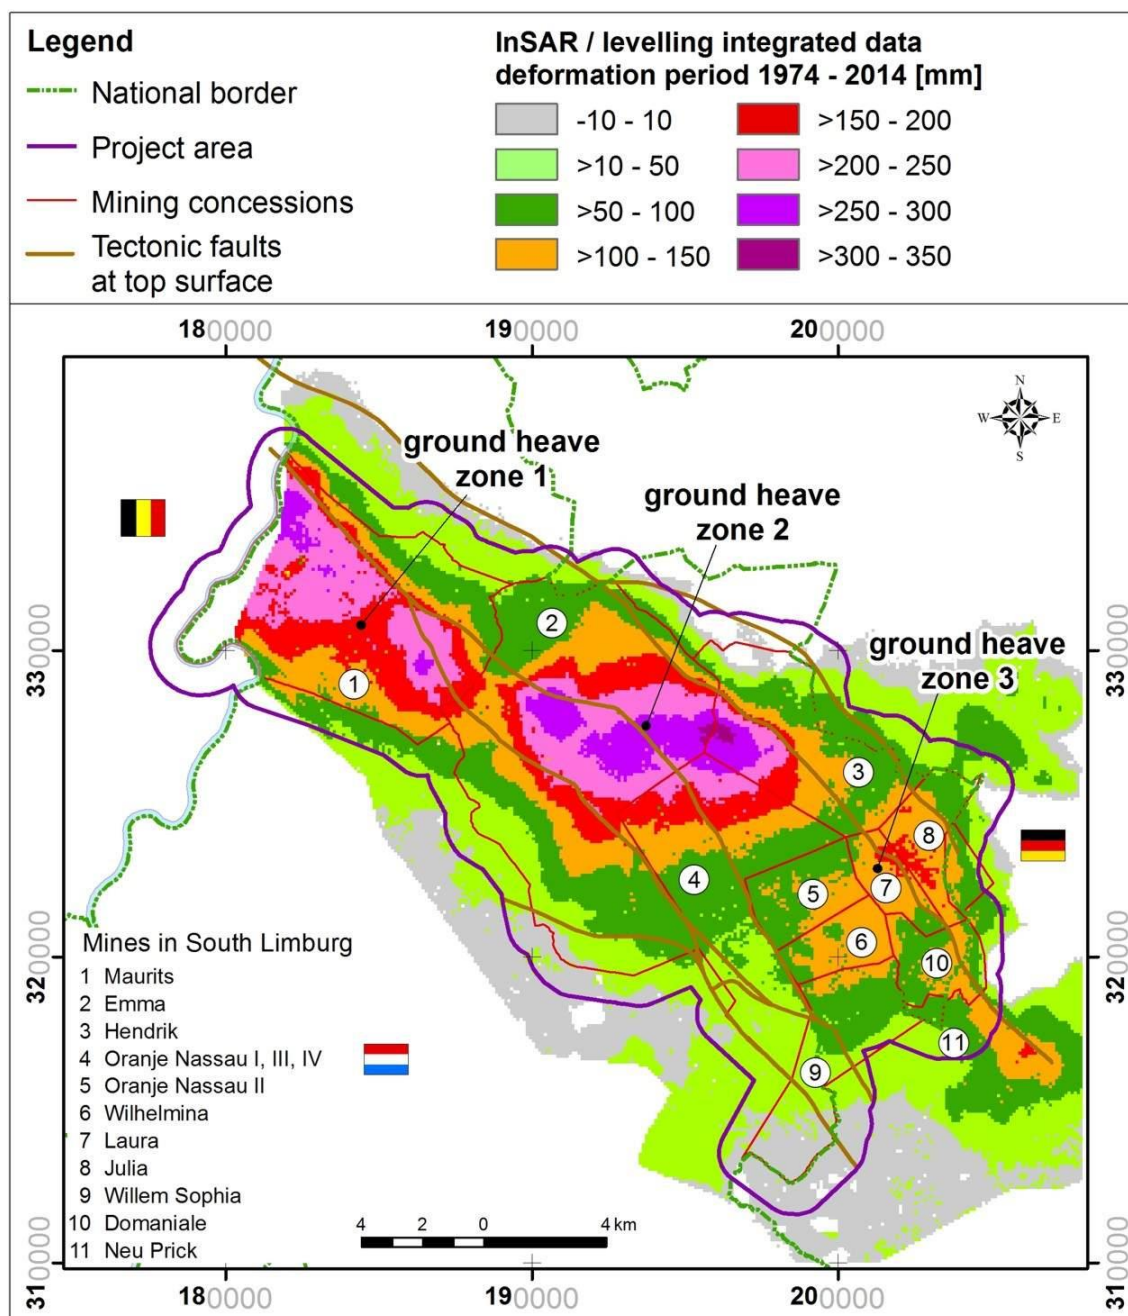 Legend
National border
Project area
Mining concessions
Tectonic faults
at top surface
InSAR / levelling integrated data
deformation period 1974 - 2014 [mm]
-10 - 10
>10 - 50
>50 - 100
>100 - 150
>150 - 200
>200 - 250
>250 - 300
>300 - 350
180000
190000
200000
N
W
E
S
ground heave
zone 1
ground heave
zone 2
ground heave
zone 3
330000
330000
1
2
3
4
5
6
7
8
9
10
11
320000
320000
Mines in South Limburg
1 Maurits
2 Emma
3 Hendrik
4 Oranje Nassau I, III, IV
5 Oranje Nassau II
6 Wilhelmina
7 Laura
8 Julia
9 Willem Sophia
10 Domaniale
11 Neu Prick
4 2 0 4 km
310000
310000
180000
190000
200000